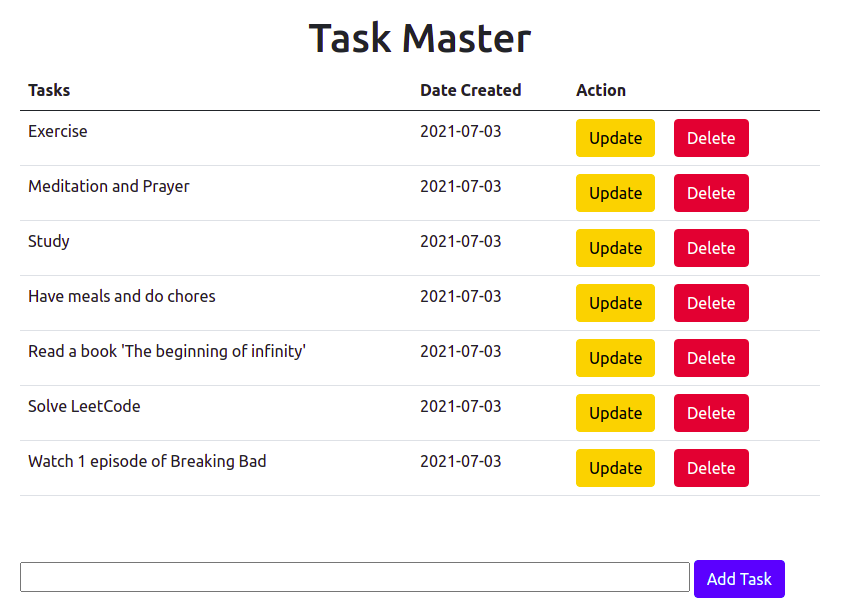 Task Master
Tasks Date Created Action
Exercise 2021-07-03 Update Delete
Meditation and Prayer 2021-07-03 Update Delete
Study 2021-07-03 Update Delete
Have meals and do chores 2021-07-03 Update Delete
Read a book 'The beginning of infinity' 2021-07-03 Update Delete
Solve LeetCode 2021-07-03 Update Delete
Watch 1 episode of Breaking Bad 2021-07-03 Update Delete
Add Task